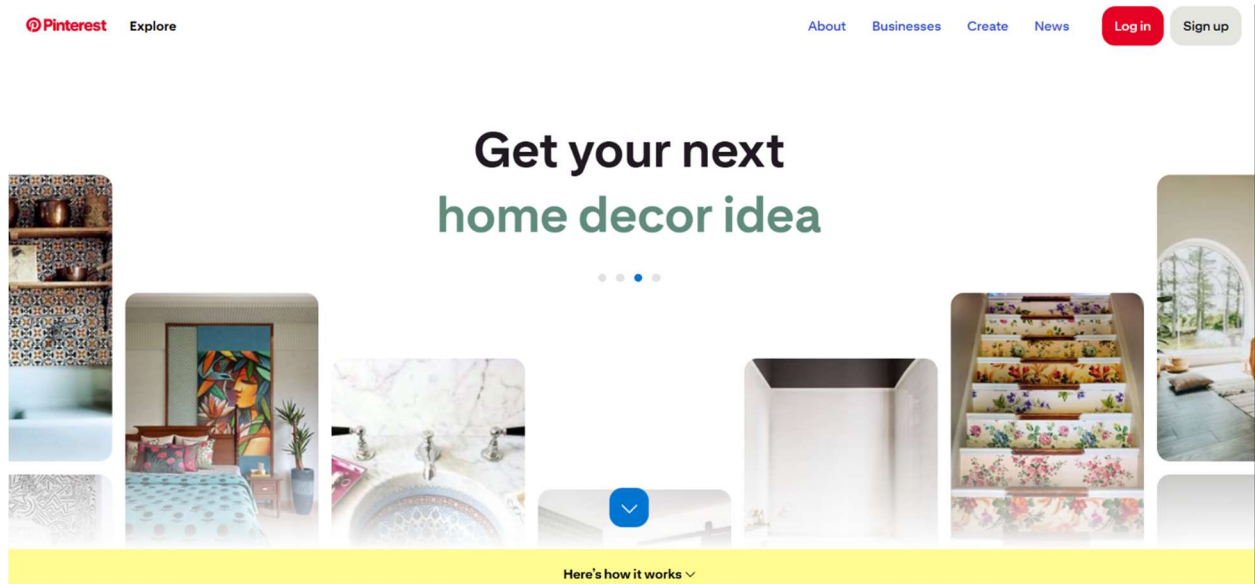 Pinterest Explore About Businesses Create News Log in Sign up
Get your next
home decor idea
Here's how it works